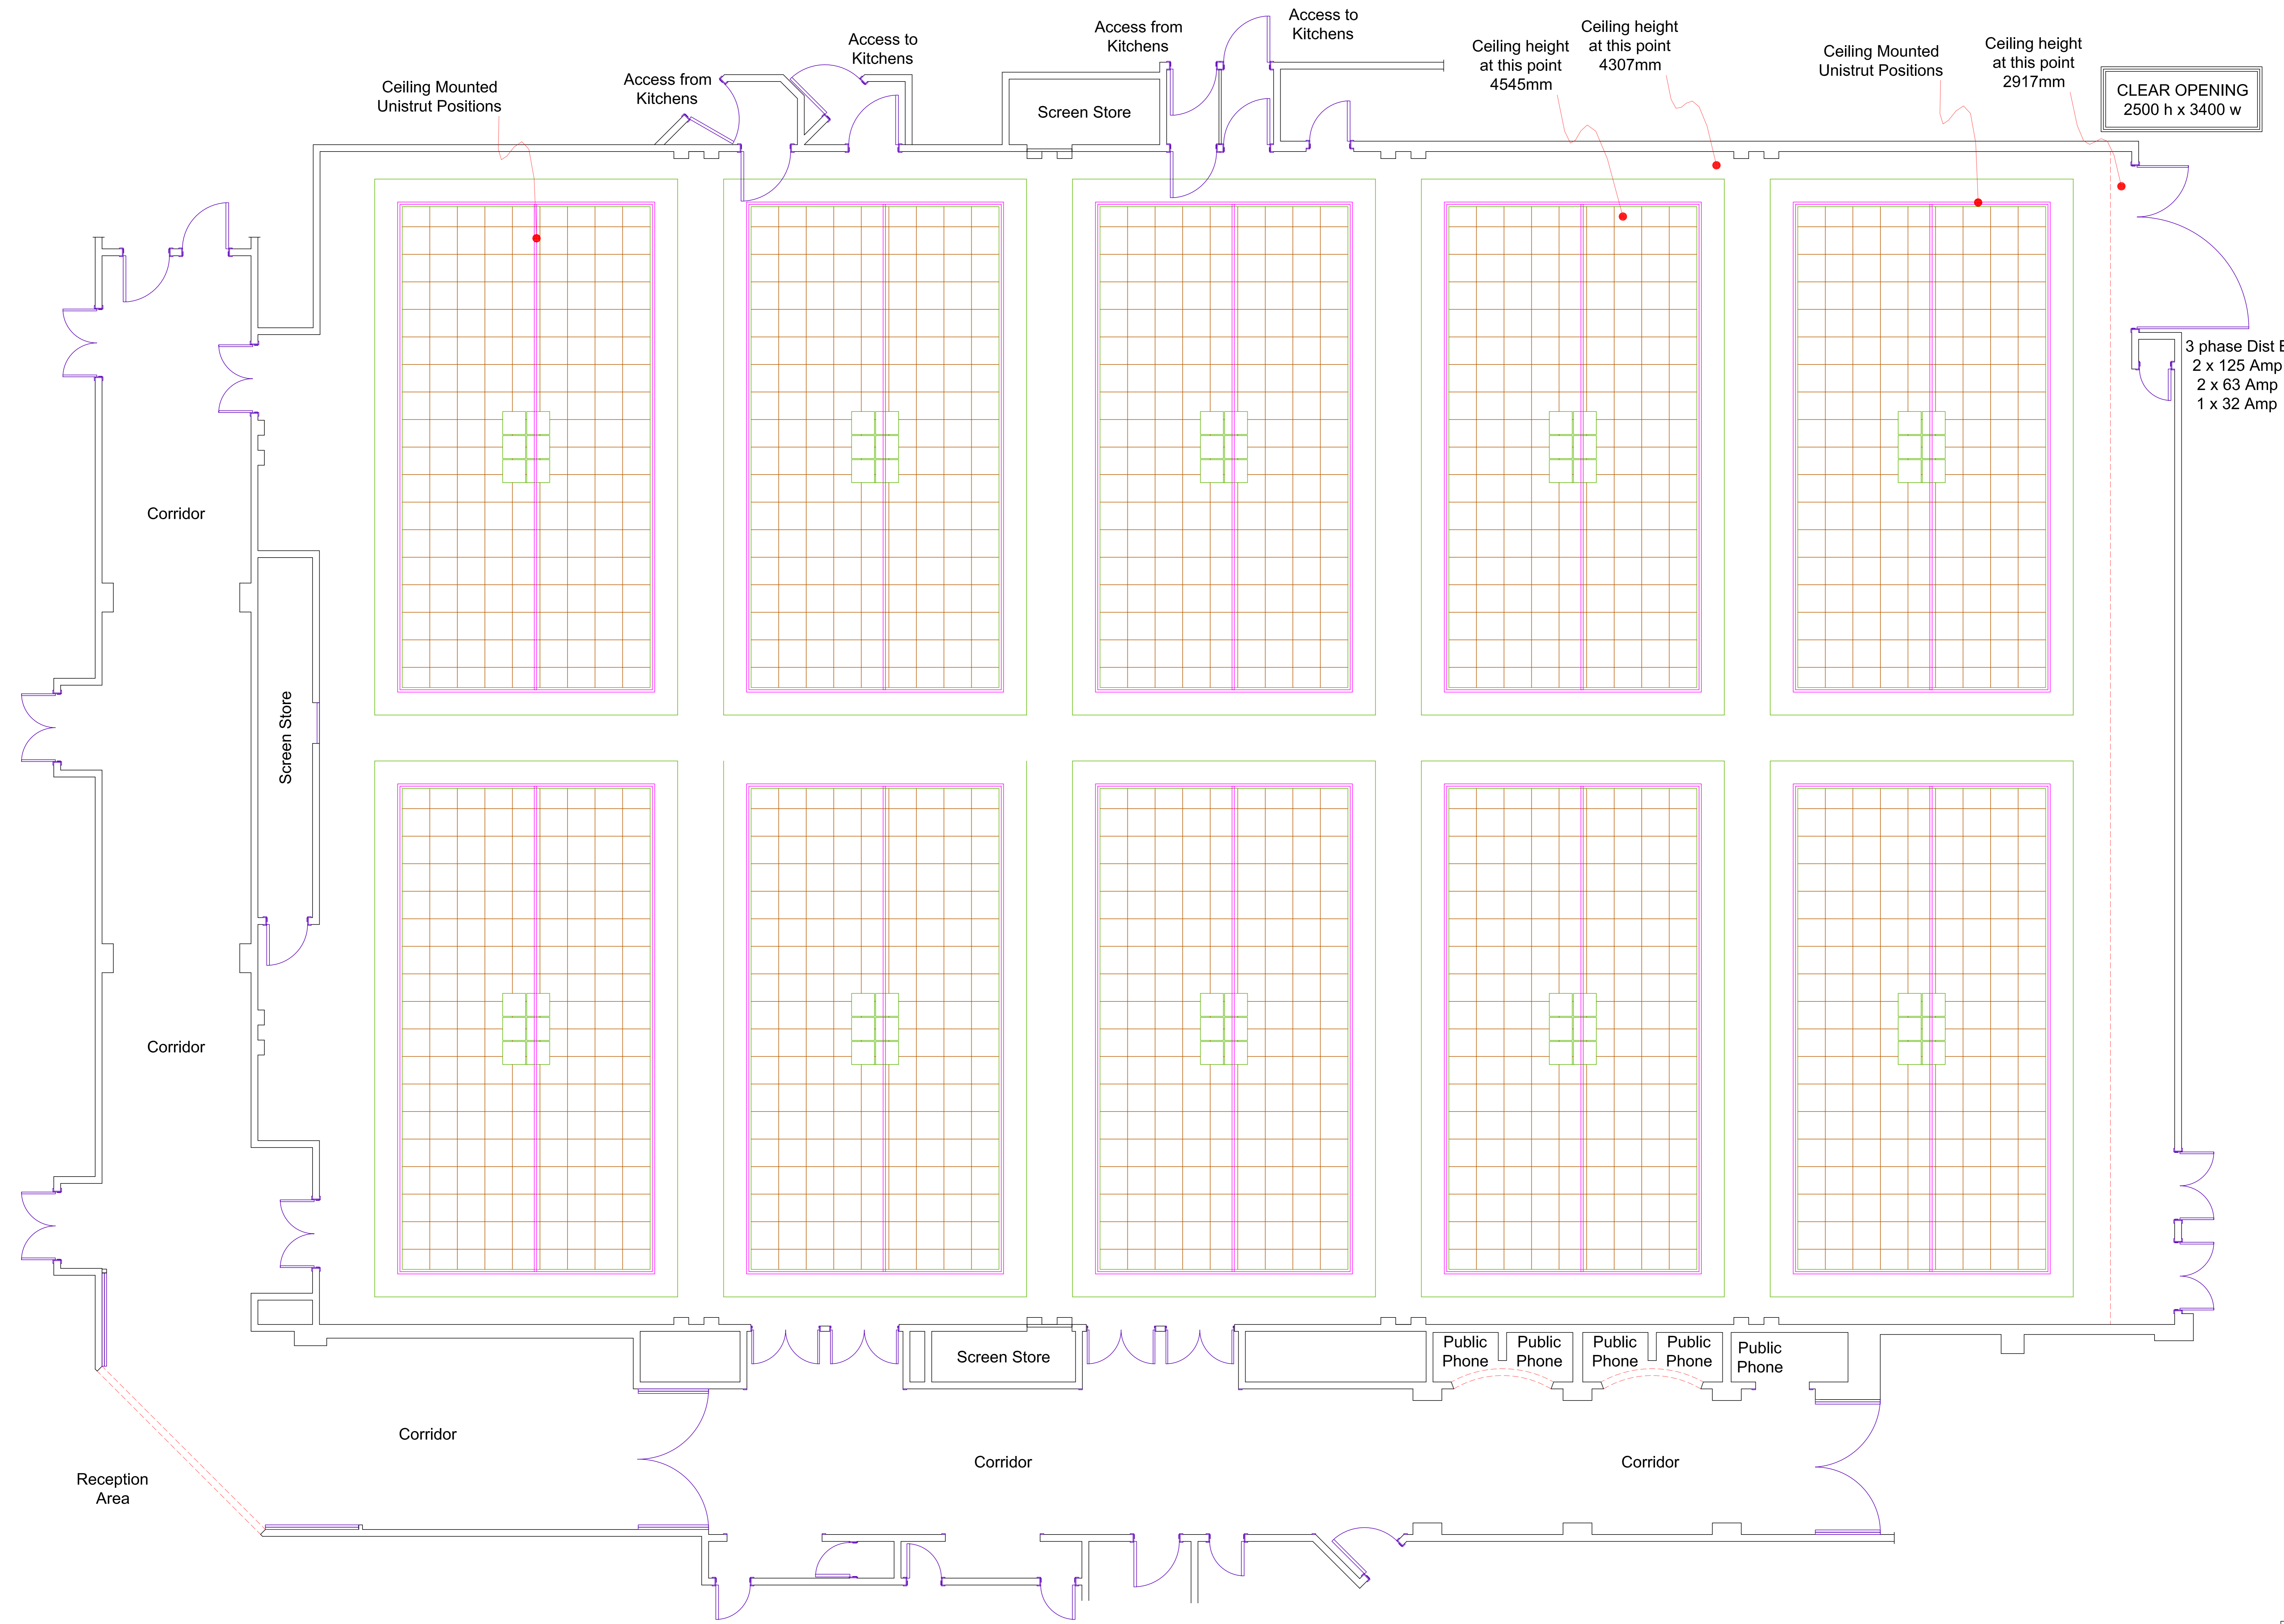 Access to
Kitchens
Access from
Kitchens
Ceiling height
at this point
4307mm
Access to
Kitchens
Ceiling height
at this point
4545mm
Ceiling Mounted
Unistrut Positions
Ceiling height
at this point
2917mm
Ceiling Mounted
Unistrut Positions
Access from
Kitchens
Screen Store
CLEAR OPENING
2500 h x 3400 w
3 phase Dist
2 x 125 Amp
2 x 63 Amp
1 x 32 Amp
Corridor
Screen Store
Corridor
Public
Phone
Public
Phone
Public
Phone
Public
Phone
Public
Phone
Screen Store
Corridor
Corridor
Corridor
Reception
Area